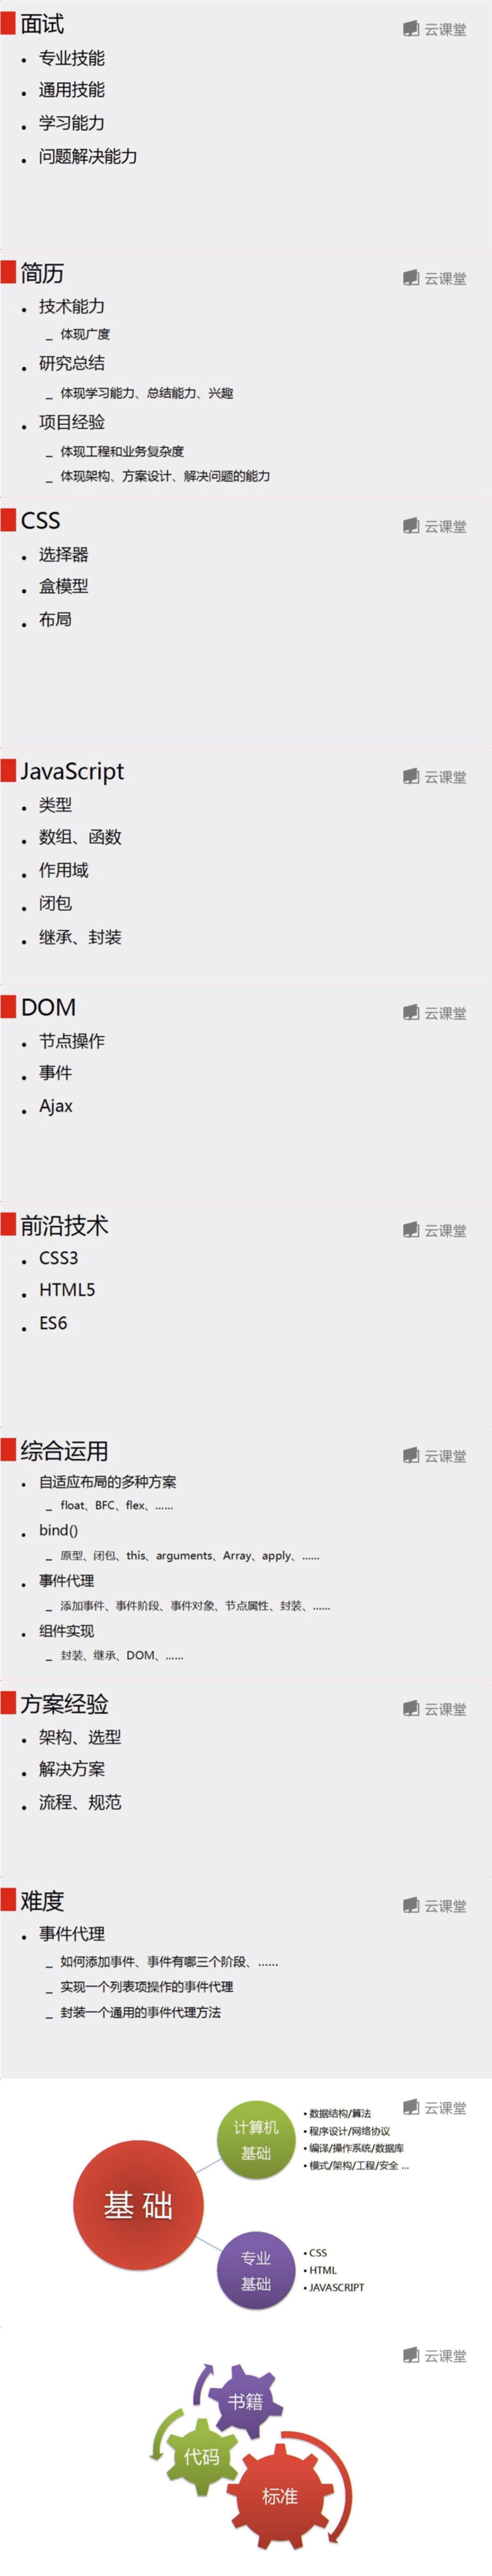 面试
云课堂
• 专业技能
• 通用技能
• 学习能力
• 问题解决能力
简历
云课堂
• 技术能力
– 体现广度
• 研究总结
– 体现学习能力、总结能力、兴趣
• 项目经验
– 体现工程和业务复杂度
– 体现架构、方案设计、解决问题的能力
CSS
云课堂
• 选择器
• 盒模型
• 布局
JavaScript
云课堂
• 类型
• 数组、函数
• 作用域
• 闭包
• 继承、封装
DOM
云课堂
• 节点操作
• 事件
• Ajax
前沿技术
云课堂
• CSS3
• HTML5
• ES6
综合运用
云课堂
• 自适应布局的多种方案
– float、BFC、flex、……
• bind()
– 原型、闭包、this、arguments、Array、apply、……
• 事件代理
– 添加事件、事件阶段、事件对象、节点属性、封装、……
• 组件实现
– 封装、继承、DOM、……
方案经验
云课堂
• 架构、选型
• 解决方案
• 流程、规范
难度
云课堂
• 事件代理
– 如何添加事件、事件有哪三个阶段、……
– 实现一个列表项操作的事件代理
– 封装一个通用的事件代理方法
云课堂
基础
计算机
基础
• 数据结构/算法
• 程序设计/网络协议
• 编译/操作系统/数据库
• 模式/架构/工程/安全 ...
专业
基础
• CSS
• HTML
• JAVASCRIPT
云课堂
书籍
代码
标准